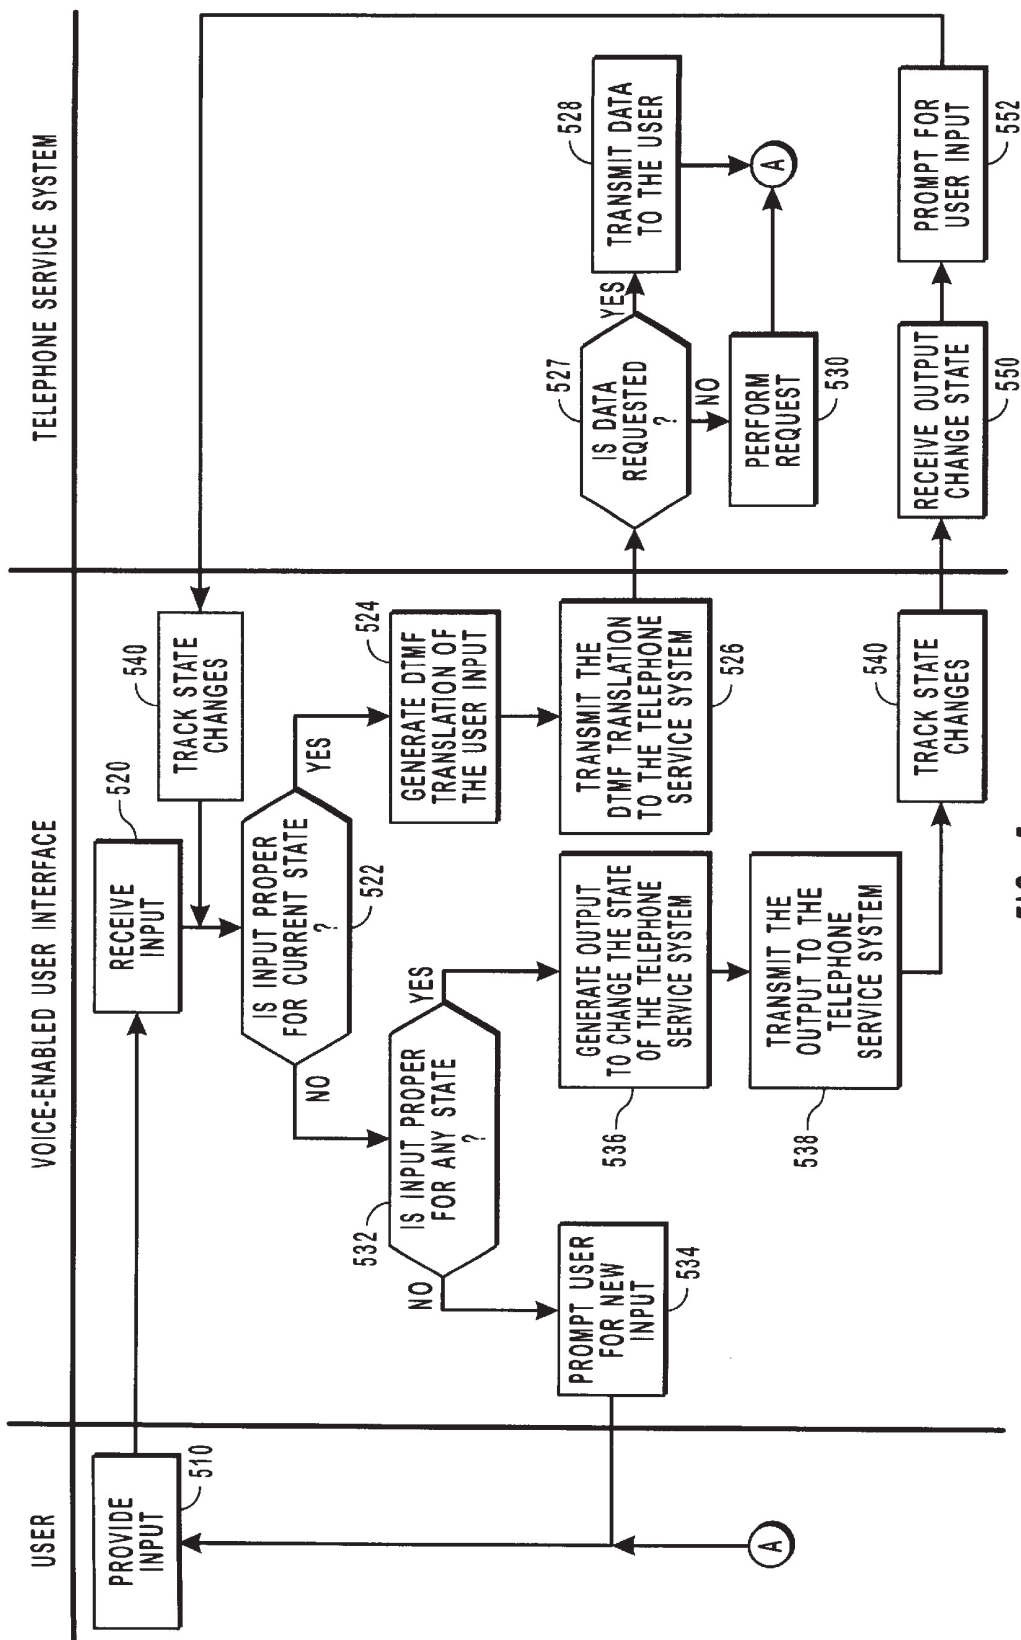 USER
VOICE-ENABLED USER INTERFACE
TELEPHONE SERVICE SYSTEM
PROVIDE
INPUT
510
RECEIVE
INPUT
520
TRACK STATE
CHANGES
540
IS INPUT PROPER
FOR CURRENT STATE
?
522
NO
YES
IS INPUT PROPER
FOR ANY STATE
?
532
NO
YES
GENERATE DTMF
TRANSLATION OF
THE USER INPUT
524
PROMPT USER
FOR NEW
INPUT
534
GENERATE OUTPUT
TO CHANGE THE STATE
OF THE TELEPHONE
SERVICE SYSTEM
536
TRANSMIT THE
DTMF TRANSLATION
TO THE TELEPHONE
SERVICE SYSTEM
526
IS DATA
REQUESTED
?
527
YES
NO
TRANSMIT DATA
TO THE USER
528
PERFORM
REQUEST
530
A
A
TRANSMIT THE
OUTPUT TO THE
TELEPHONE
SERVICE SYSTEM
538
TRACK STATE
CHANGES
540
RECEIVE OUTPUT
CHANGE STATE
550
PROMPT FOR
USER INPUT
552